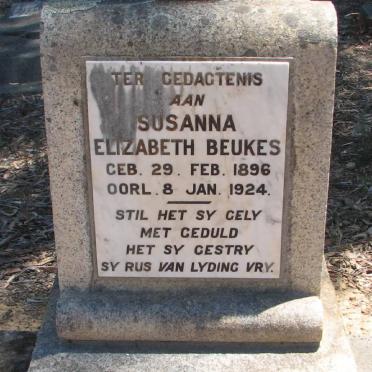 TER GEDAGTENIS
AAN
SUSANNA
ELIZABETH BEUKES
GEB. 29. FEB. 1896
OORL. 8 JAN. 1924.
STIL HET SY GELY
MET GEDULD
HET SY GESTRY
SY RUS VAN LYDING VRY.